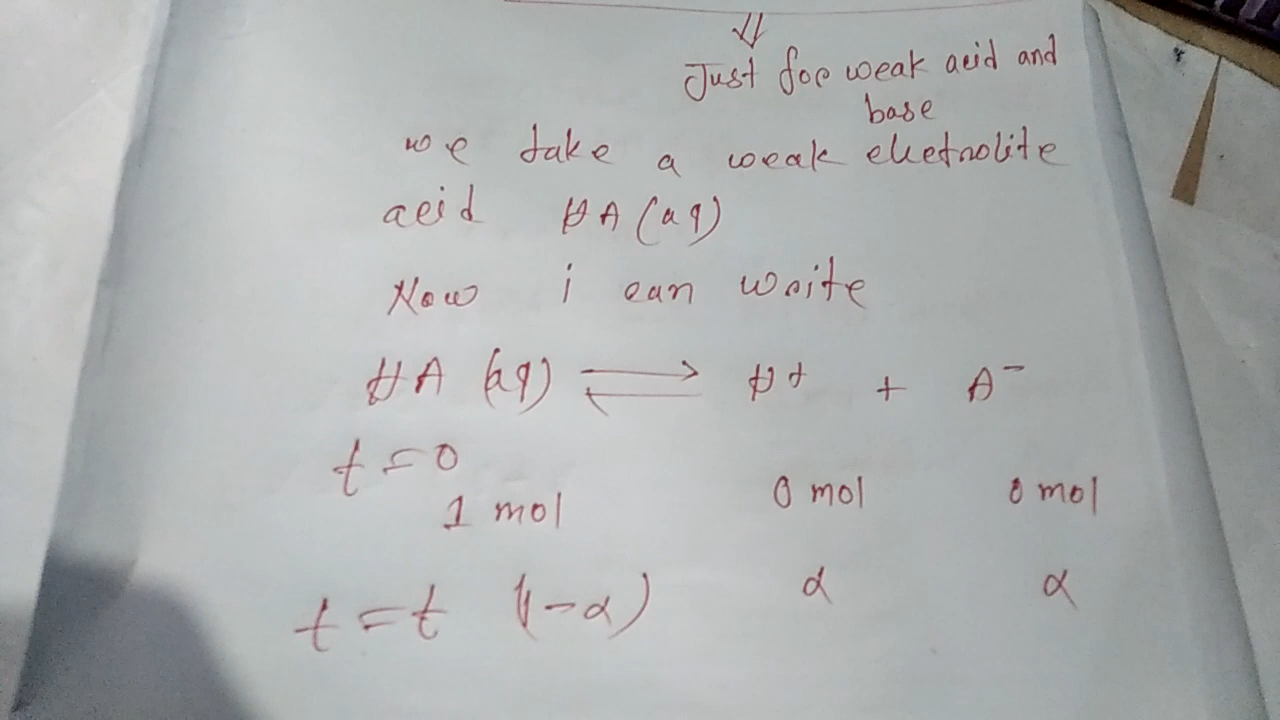 Just for weak acid and
base
we take a weak eletrolite
acid HA (aq)
Now i can write
HA (aq) ⇌ H+ + A⁻
t = 0
1 mol 0 mol 0 mol
t = t (1-α) α α